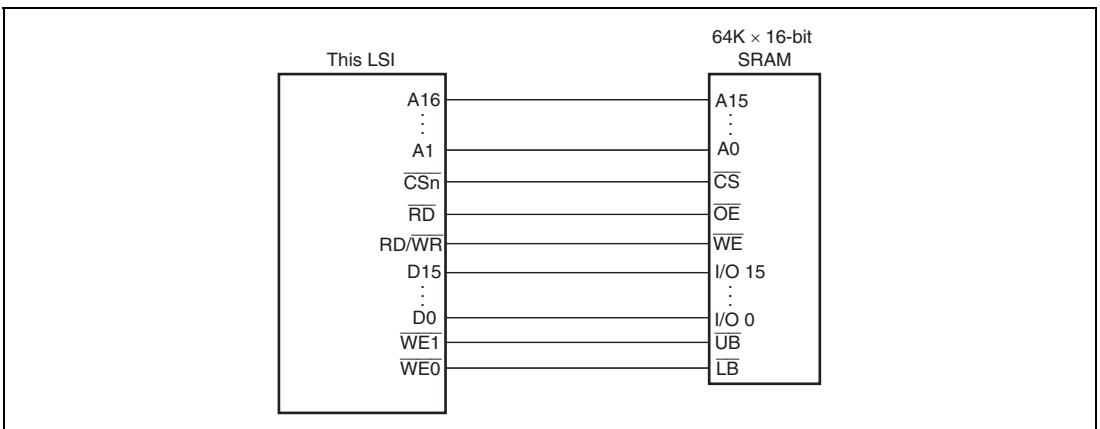 64K × 16-bit
This LSI SRAM
A16 A15
A1 A0
CSn CS
RD OE
RD/WR WE
D15 I/O 15
D0 I/O 0
WE1 UB
WE0 LB